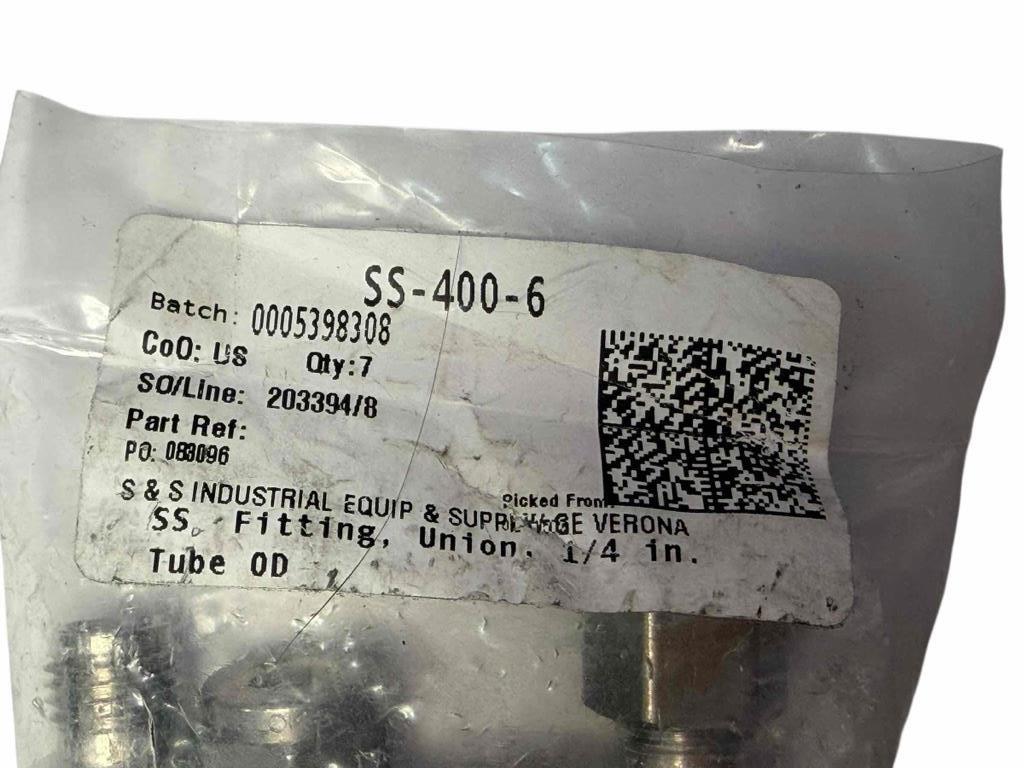 SS-400-6
Batch: 0005398308
CoO: US Qty:7
SO/Line: 203394/8
Part Ref:
PO: 083096
Picked From:
S & S INDUSTRIAL EQUIP & VERONA
SS, Fitting, Union, 1/4 in.
Tube OD